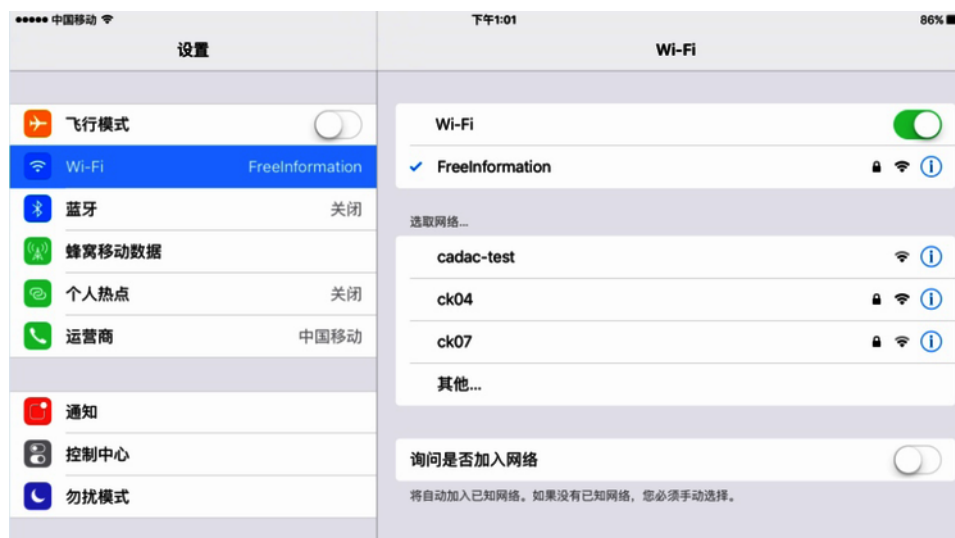 中国移动
下午1:01
86%
设置
Wi-Fi
飞行模式
Wi-Fi
FreeInformation
蓝牙
关闭
蜂窝移动数据
个人热点
关闭
运营商
中国移动
通知
控制中心
勿扰模式
Wi-Fi
FreeInformation
选取网络...
cadac-test
ck04
ck07
其他...
询问是否加入网络
将自动加入已知网络。如果没有已知网络，您必须手动选择。